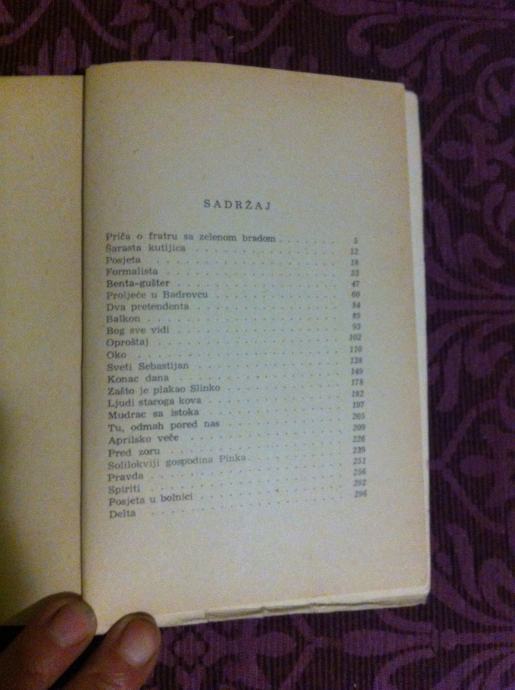 SADRŽAJ
Priča o fratru sa zelenom bradom 5
Šarasta kutijica 12
Posjeta 18
Formalista 33
Benta-gušter 47
Proljeće u Badrovcu 60
Dva pretendenta 84
Balkon 89
Bog sve vidi 93
Oproštaj 102
Oko 110
Sveti Sebastijan 138
Konac dana 149
Zašto je plakao Slinko 178
Ljudi staroga kova 182
Mudrac sa istoka 197
Tu, odmah pored nas 205
Aprilsko veče 209
Pred zoru 226
Solilokviji gospodina Pinka 239
Pravda 251
Spiriti 256
Posjeta u bolnici 292
Delta 296